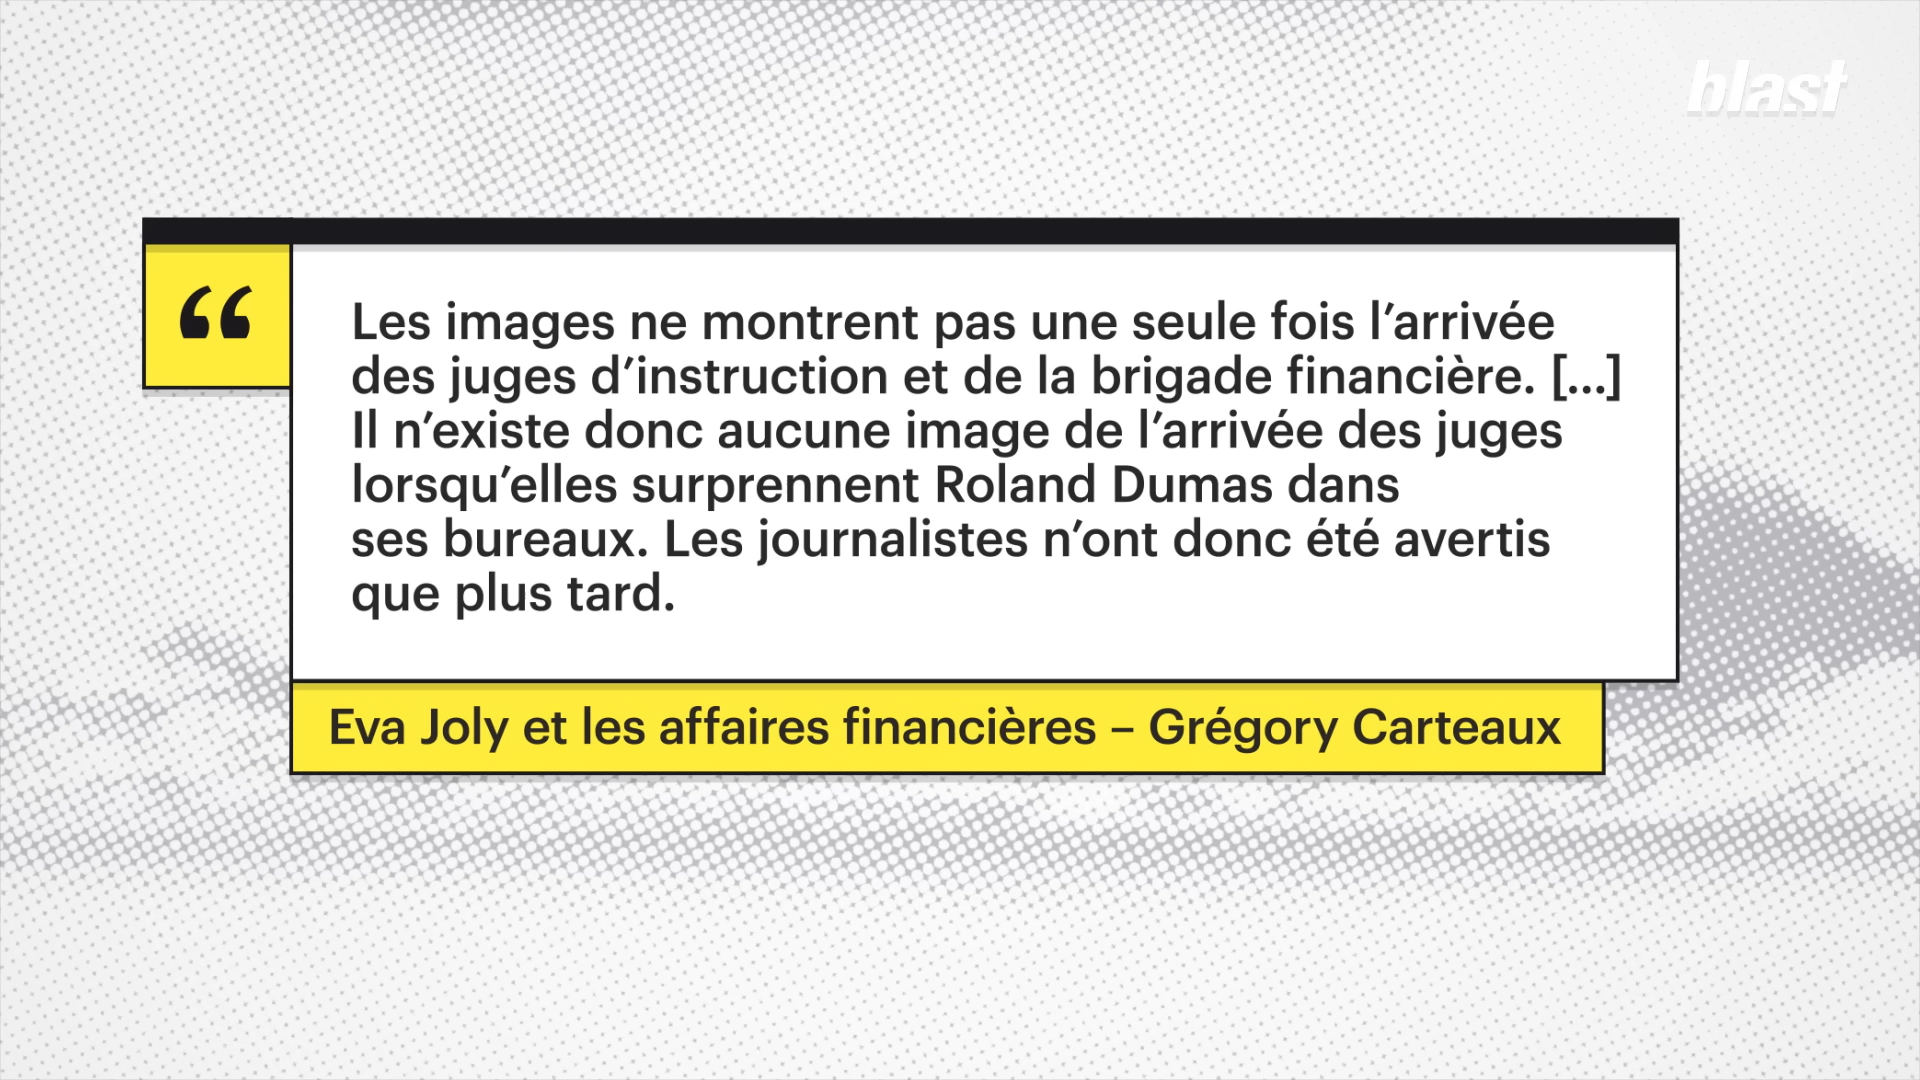 blast
“
Les images ne montrent pas une seule fois l’arrivée
des juges d’instruction et de la brigade financière. [...]
Il n’existe donc aucune image de l’arrivée des juges
lorsqu’elles surprennent Roland Dumas dans
ses bureaux. Les journalistes n’ont donc été avertis
que plus tard.
Eva Joly et les affaires financières – Grégory Carteaux